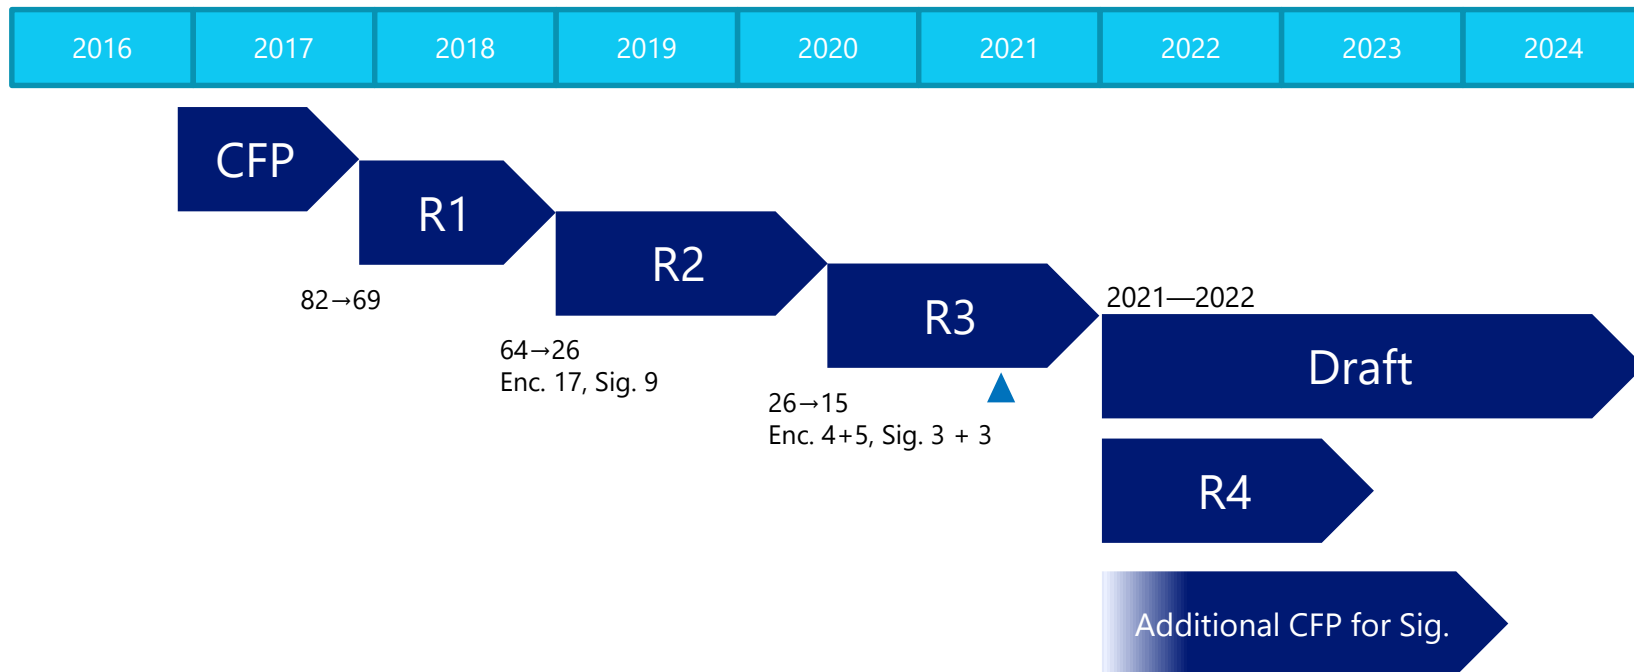 2016 2017 2018 2019 2020 2021 2022 2023 2024
CFP
R1
R2
82→69
R3
2021—2022
64→26
Enc. 17, Sig. 9
Draft
26→15
Enc. 4+5, Sig. 3 + 3
R4
Additional CFP for Sig.